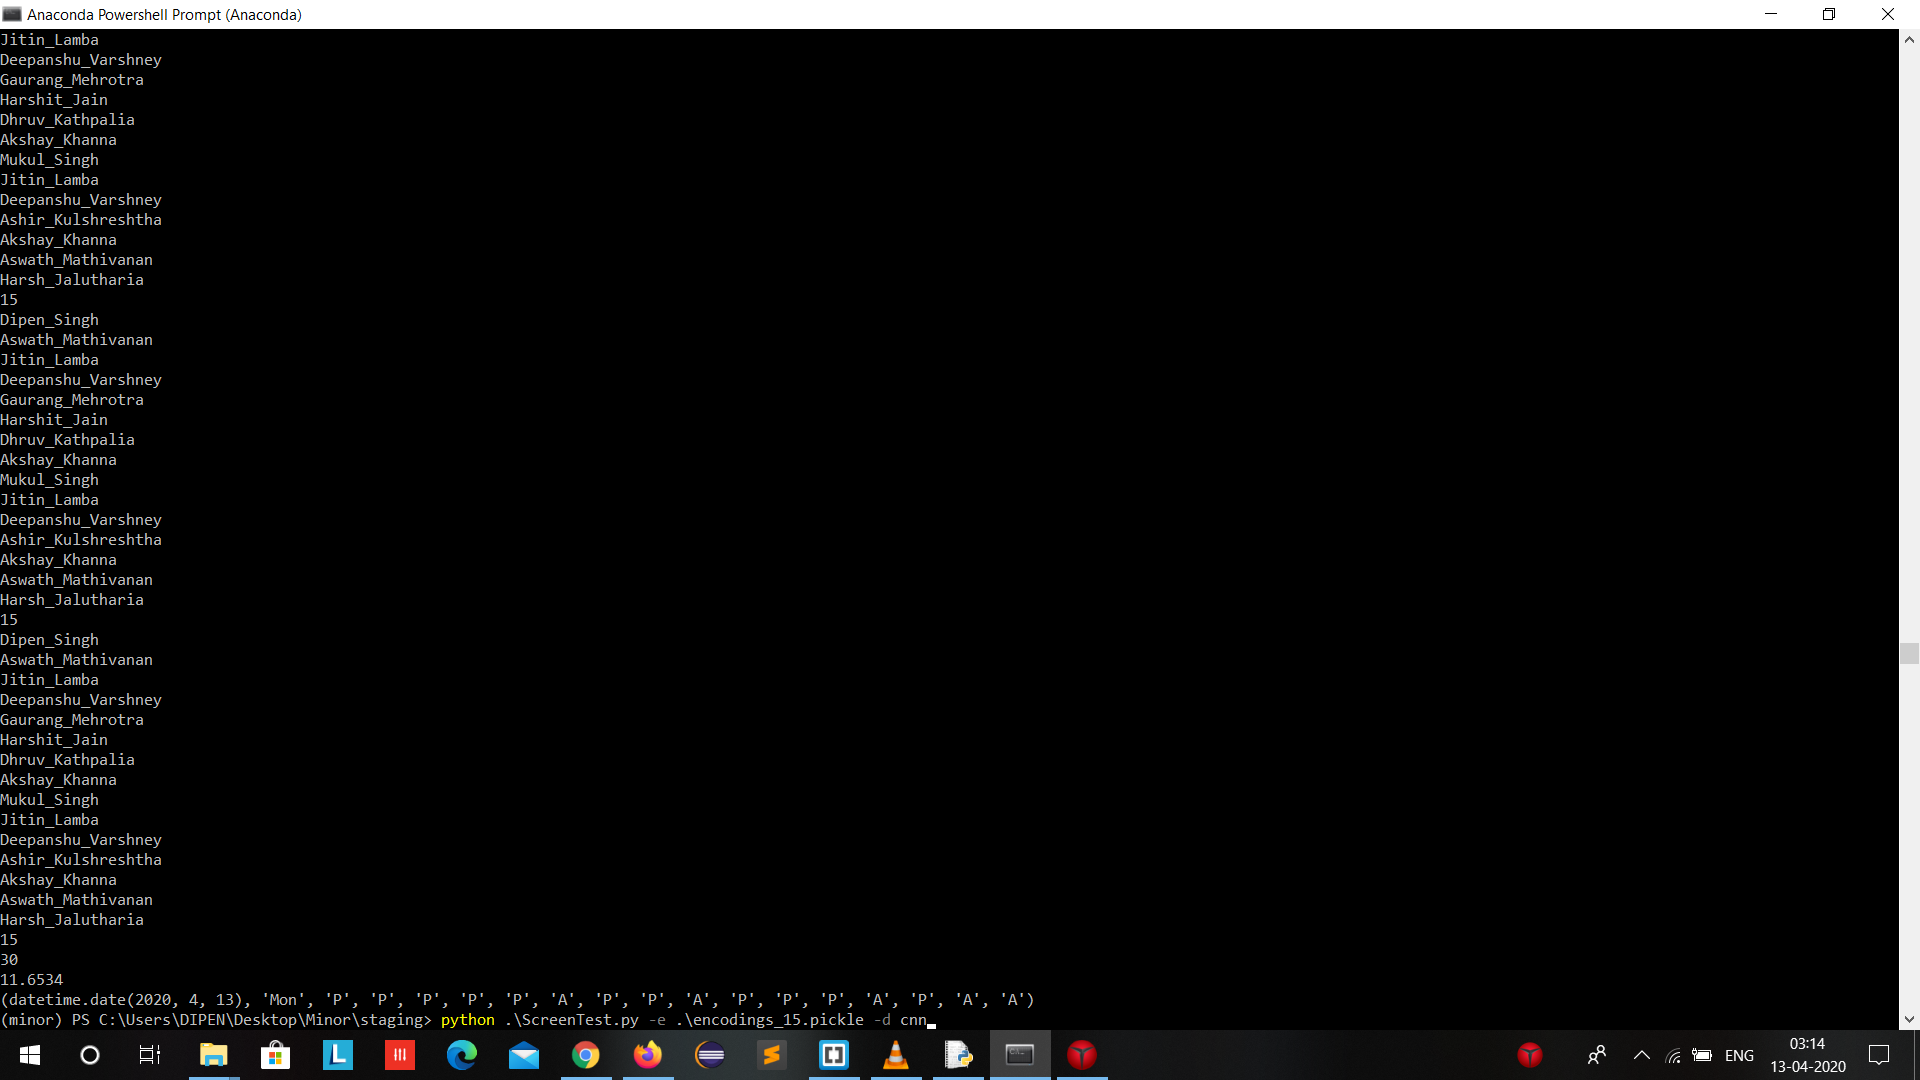 Anaconda Powershell Prompt (Anaconda)
Jitin_Lamba
Deepanshu_Varshney
Gaurang_Mehrotra
Harshit_Jain
Dhruv_Kathpalia
Akshay_Khanna
Mukul_Singh
Jitin_Lamba
Deepanshu_Varshney
Ashir_Kulshreshtha
Akshay_Khanna
Aswath_Mathivanan
Harsh_Jalutharia
15
Dipen_Singh
Aswath_Mathivanan
Jitin_Lamba
Deepanshu_Varshney
Gaurang_Mehrotra
Harshit_Jain
Dhruv_Kathpalia
Akshay_Khanna
Mukul_Singh
Jitin_Lamba
Deepanshu_Varshney
Ashir_Kulshreshtha
Akshay_Khanna
Aswath_Mathivanan
Harsh_Jalutharia
15
Dipen_Singh
Aswath_Mathivanan
Jitin_Lamba
Deepanshu_Varshney
Gaurang_Mehrotra
Harshit_Jain
Dhruv_Kathpalia
Akshay_Khanna
Mukul_Singh
Jitin_Lamba
Deepanshu_Varshney
Ashir_Kulshreshtha
Akshay_Khanna
Aswath_Mathivanan
Harsh_Jalutharia
15
30
11.6534
(datetime.date(2020, 4, 13), 'Mon', 'P', 'P', 'P', 'P', 'P', 'A', 'P', 'P', 'A', 'P', 'P', 'P', 'A', 'P', 'A', 'A')
(minor) PS C:\Users\DIPEN\Desktop\Minor\staging> python .\ScreenTest.py -e .\encodings_15.pickle -d cnn
L
ENG
03:14
13-04-2020